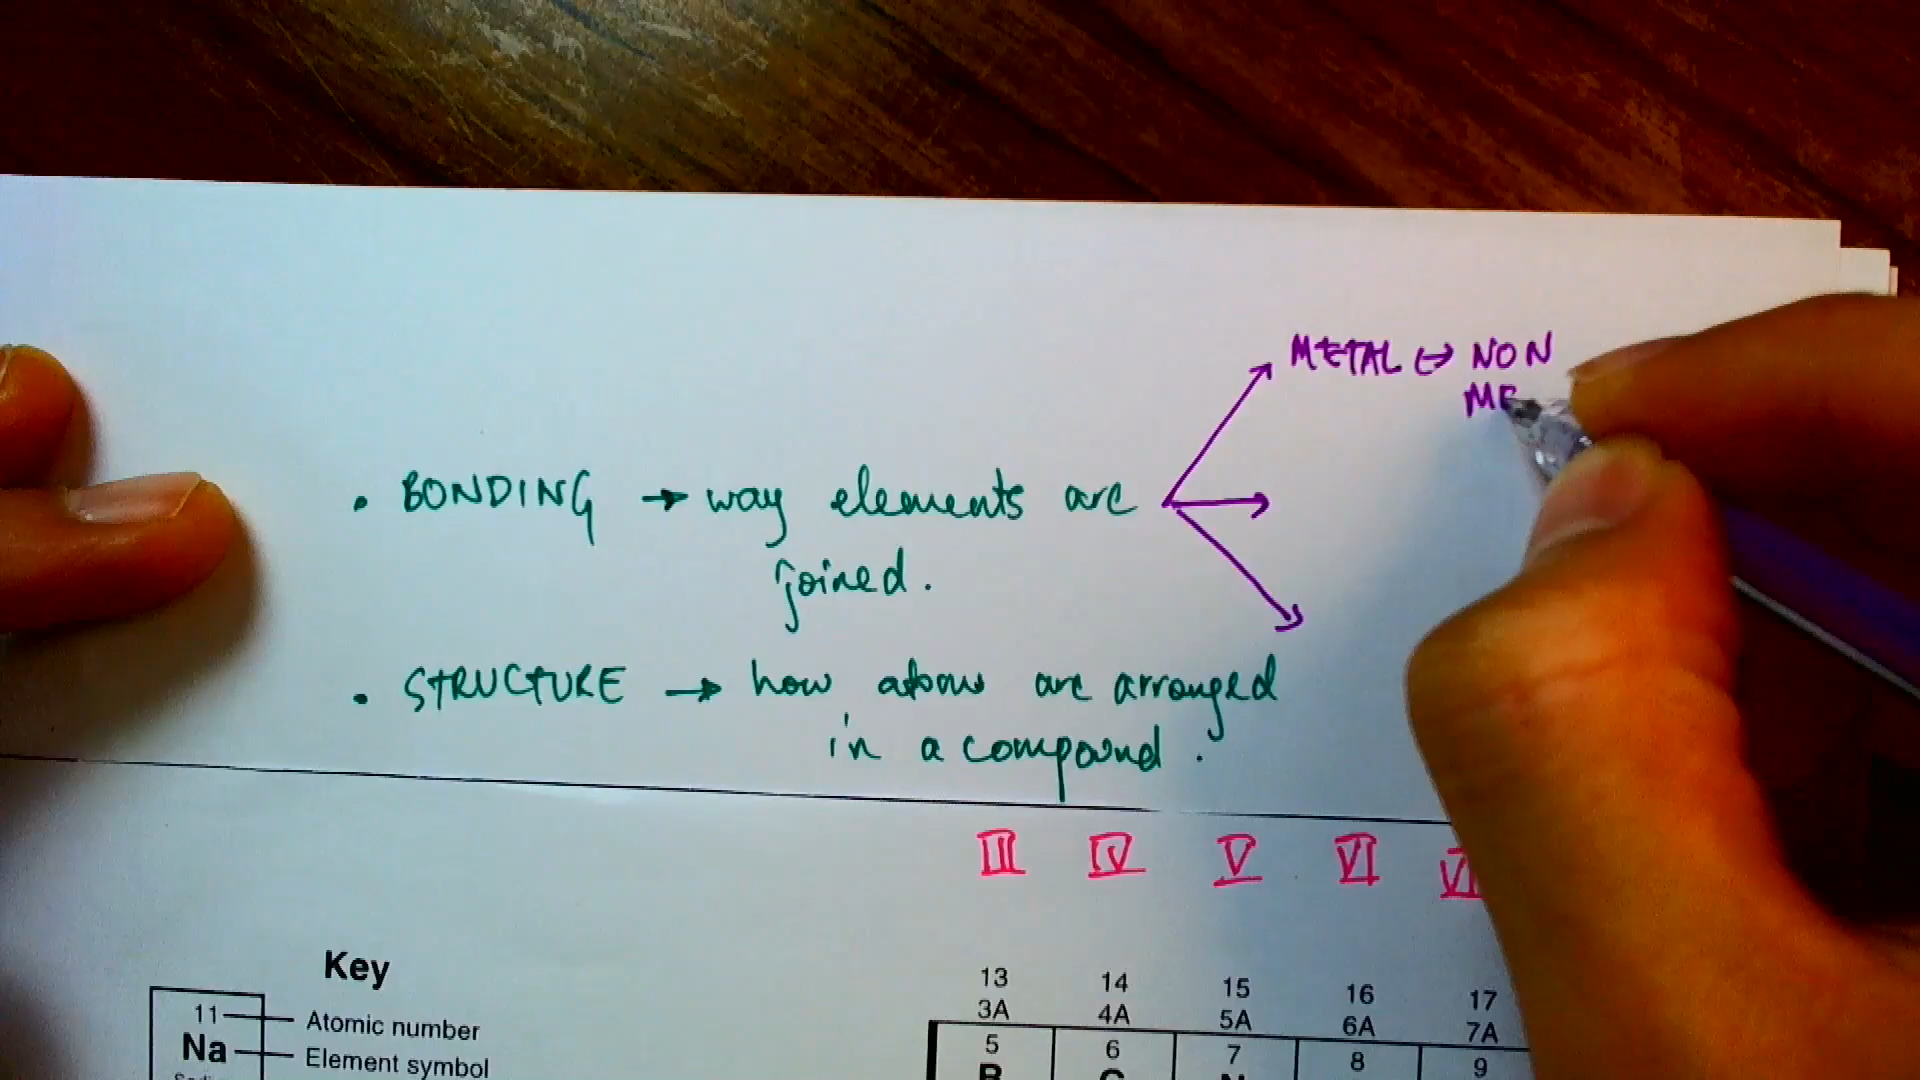 METAL ↔ NON
ME
• BONDING → way elements are
joined.
• STRUCTURE → how atoms are arranged
in a compound.
III IV V VI
Key
13 14 15 16 17
3A 4A 5A 6A 7A
11 Atomic number
Na Element symbol
5 6 7 8 9